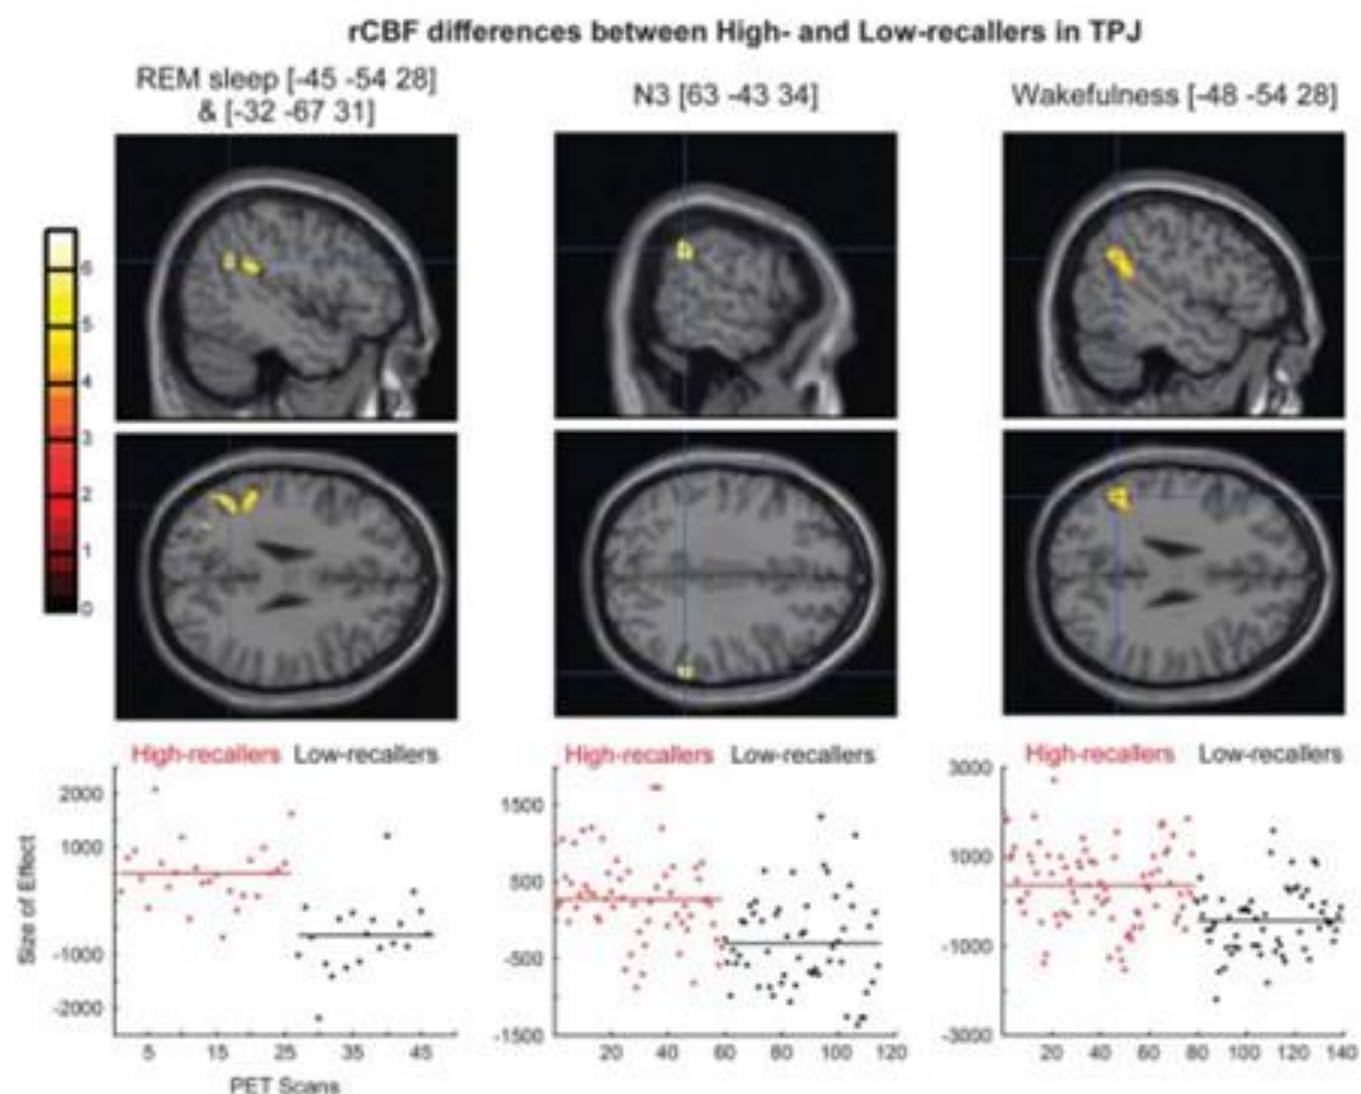 rCBF differences between High- and Low-recallers in TPJ
REM sleep [-45 -54 28]
& [-32 -67 31]
N3 [63 -43 34]
Wakefulness [-48 -54 28]
6
5
4
3
2
1
0
High-recallers Low-recallers
High-recallers Low-recallers
High-recallers Low-recallers
Size of Effect
2000
1000
-1000
-2000
5 15 25 35 45
PET Scans
1500
500
-500
-1500
20 40 60 80 100 120
3000
1000
-1000
-3000
20 40 60 80 100 120 140